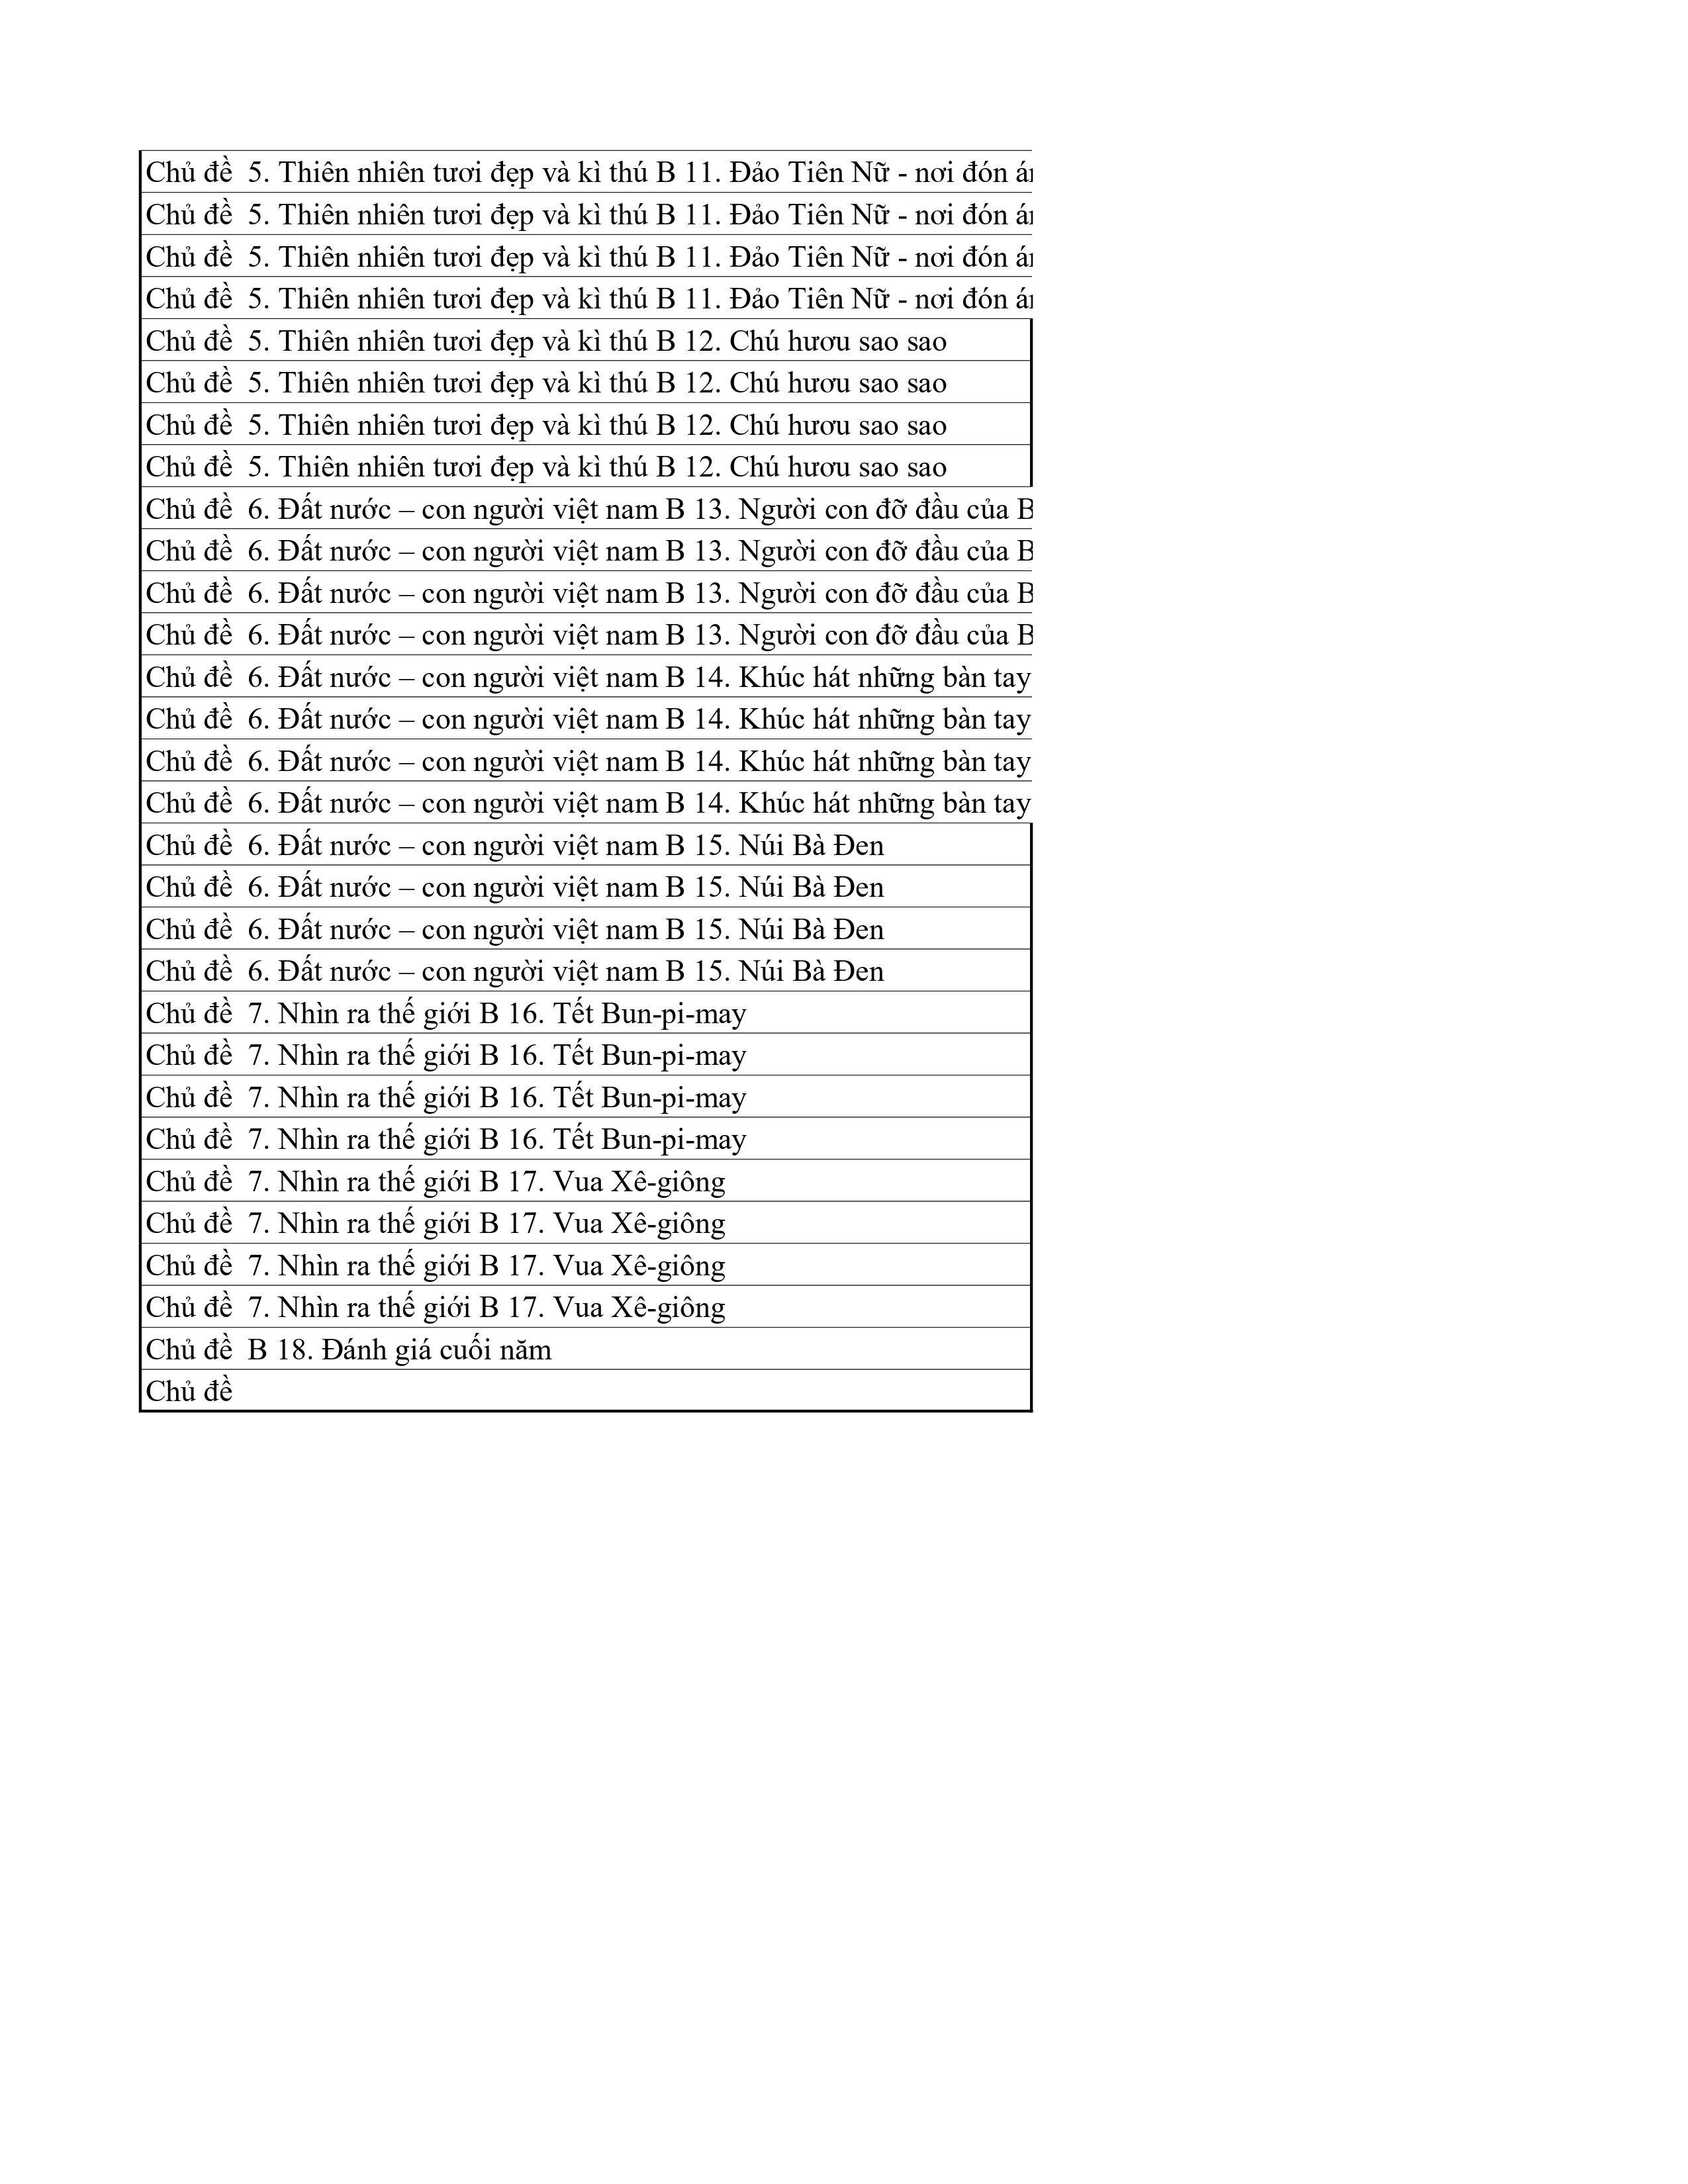 Chủ đề  5. Thiên nhiên tươi đẹp và kì thú B 11. Đảo Tiên Nữ - nơi đón
Chủ đề  5. Thiên nhiên tươi đẹp và kì thú B 11. Đảo Tiên Nữ - nơi đón
Chủ đề  5. Thiên nhiên tươi đẹp và kì thú B 11. Đảo Tiên Nữ - nơi đón
Chủ đề  5. Thiên nhiên tươi đẹp và kì thú B 11. Đảo Tiên Nữ - nơi đón
Chủ đề  5. Thiên nhiên tươi đẹp và kì thú B 12. Chú hươu sao sao
Chủ đề  5. Thiên nhiên tươi đẹp và kì thú B 12. Chú hươu sao sao
Chủ đề  5. Thiên nhiên tươi đẹp và kì thú B 12. Chú hươu sao sao
Chủ đề  5. Thiên nhiên tươi đẹp và kì thú B 12. Chú hươu sao sao
Chủ đề  6. Đất nước – con người việt nam B 13. Người con đỡ đầu của
Chủ đề  6. Đất nước – con người việt nam B 13. Người con đỡ đầu của
Chủ đề  6. Đất nước – con người việt nam B 13. Người con đỡ đầu của
Chủ đề  6. Đất nước – con người việt nam B 13. Người con đỡ đầu của
Chủ đề  6. Đất nước – con người việt nam B 14. Khúc hát những bàn tay
Chủ đề  6. Đất nước – con người việt nam B 14. Khúc hát những bàn tay
Chủ đề  6. Đất nước – con người việt nam B 14. Khúc hát những bàn tay
Chủ đề  6. Đất nước – con người việt nam B 14. Khúc hát những bàn tay
Chủ đề  6. Đất nước – con người việt nam B 15. Núi Bà Đen
Chủ đề  6. Đất nước – con người việt nam B 15. Núi Bà Đen
Chủ đề  6. Đất nước – con người việt nam B 15. Núi Bà Đen
Chủ đề  6. Đất nước – con người việt nam B 15. Núi Bà Đen
Chủ đề  7. Nhìn ra thế giới B 16. Tết Bun-pi-may
Chủ đề  7. Nhìn ra thế giới B 16. Tết Bun-pi-may
Chủ đề  7. Nhìn ra thế giới B 16. Tết Bun-pi-may
Chủ đề  7. Nhìn ra thế giới B 16. Tết Bun-pi-may
Chủ đề  7. Nhìn ra thế giới B 17. Vua Xê-giông
Chủ đề  7. Nhìn ra thế giới B 17. Vua Xê-giông
Chủ đề  7. Nhìn ra thế giới B 17. Vua Xê-giông
Chủ đề  7. Nhìn ra thế giới B 17. Vua Xê-giông
Chủ đề  B 18. Đánh giá cuối năm
Chủ đề